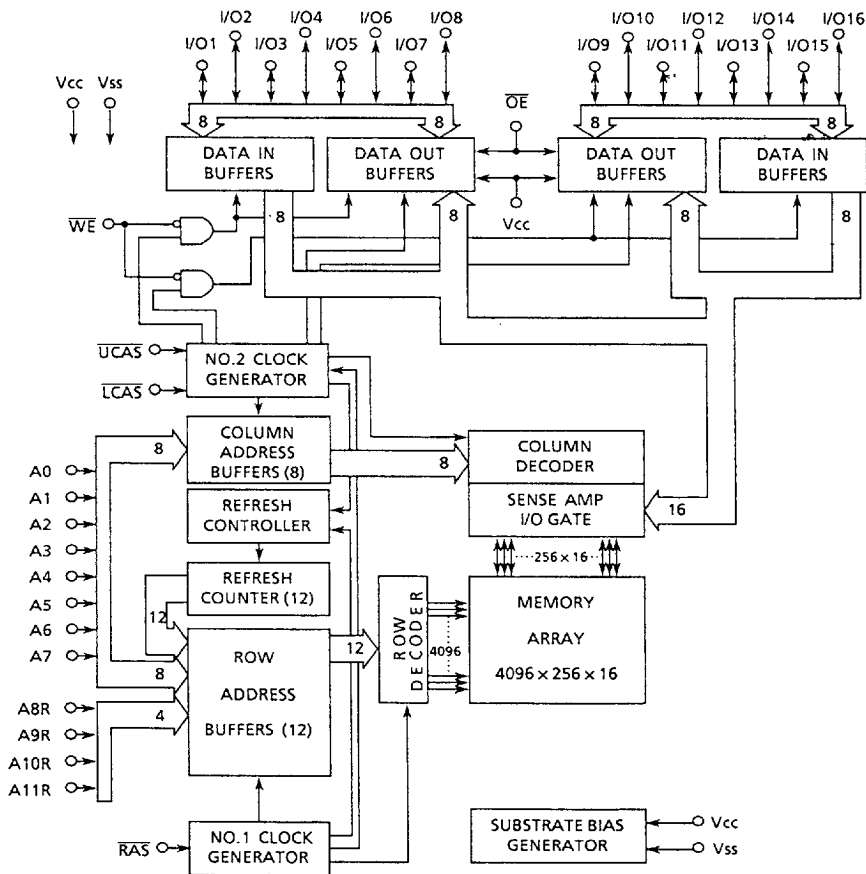 I/O2 I/O4 I/O6 I/O8 I/O10 I/O12 I/O14 I/O16
I/O1 I/O3 I/O5 I/O7 I/O9 I/O11 I/O13 I/O15
Vcc Vss
OE
8 8 8 8
DATA IN BUFFERS
DATA OUT BUFFERS
DATA OUT BUFFERS
DATA IN BUFFERS
Vcc
WE
8 8 8 8
UCAS
LCAS
NO.2 CLOCK GENERATOR
COLUMN ADDRESS BUFFERS (8)
8
8
COLUMN DECODER
REFRESH CONTROLLER
SENSE AMP I/O GATE
16
256 x 16
REFRESH COUNTER (12)
12
ROW ADDRESS BUFFERS (12)
12
ROW DECODER
4096
MEMORY ARRAY 4096 x 256 x 16
A0
A1
A2
A3
A4
A5
A6
A7
8
A8R
4
A9R
A10R
A11R
RAS
NO.1 CLOCK GENERATOR
SUBSTRATE BIAS GENERATOR
Vcc
Vss